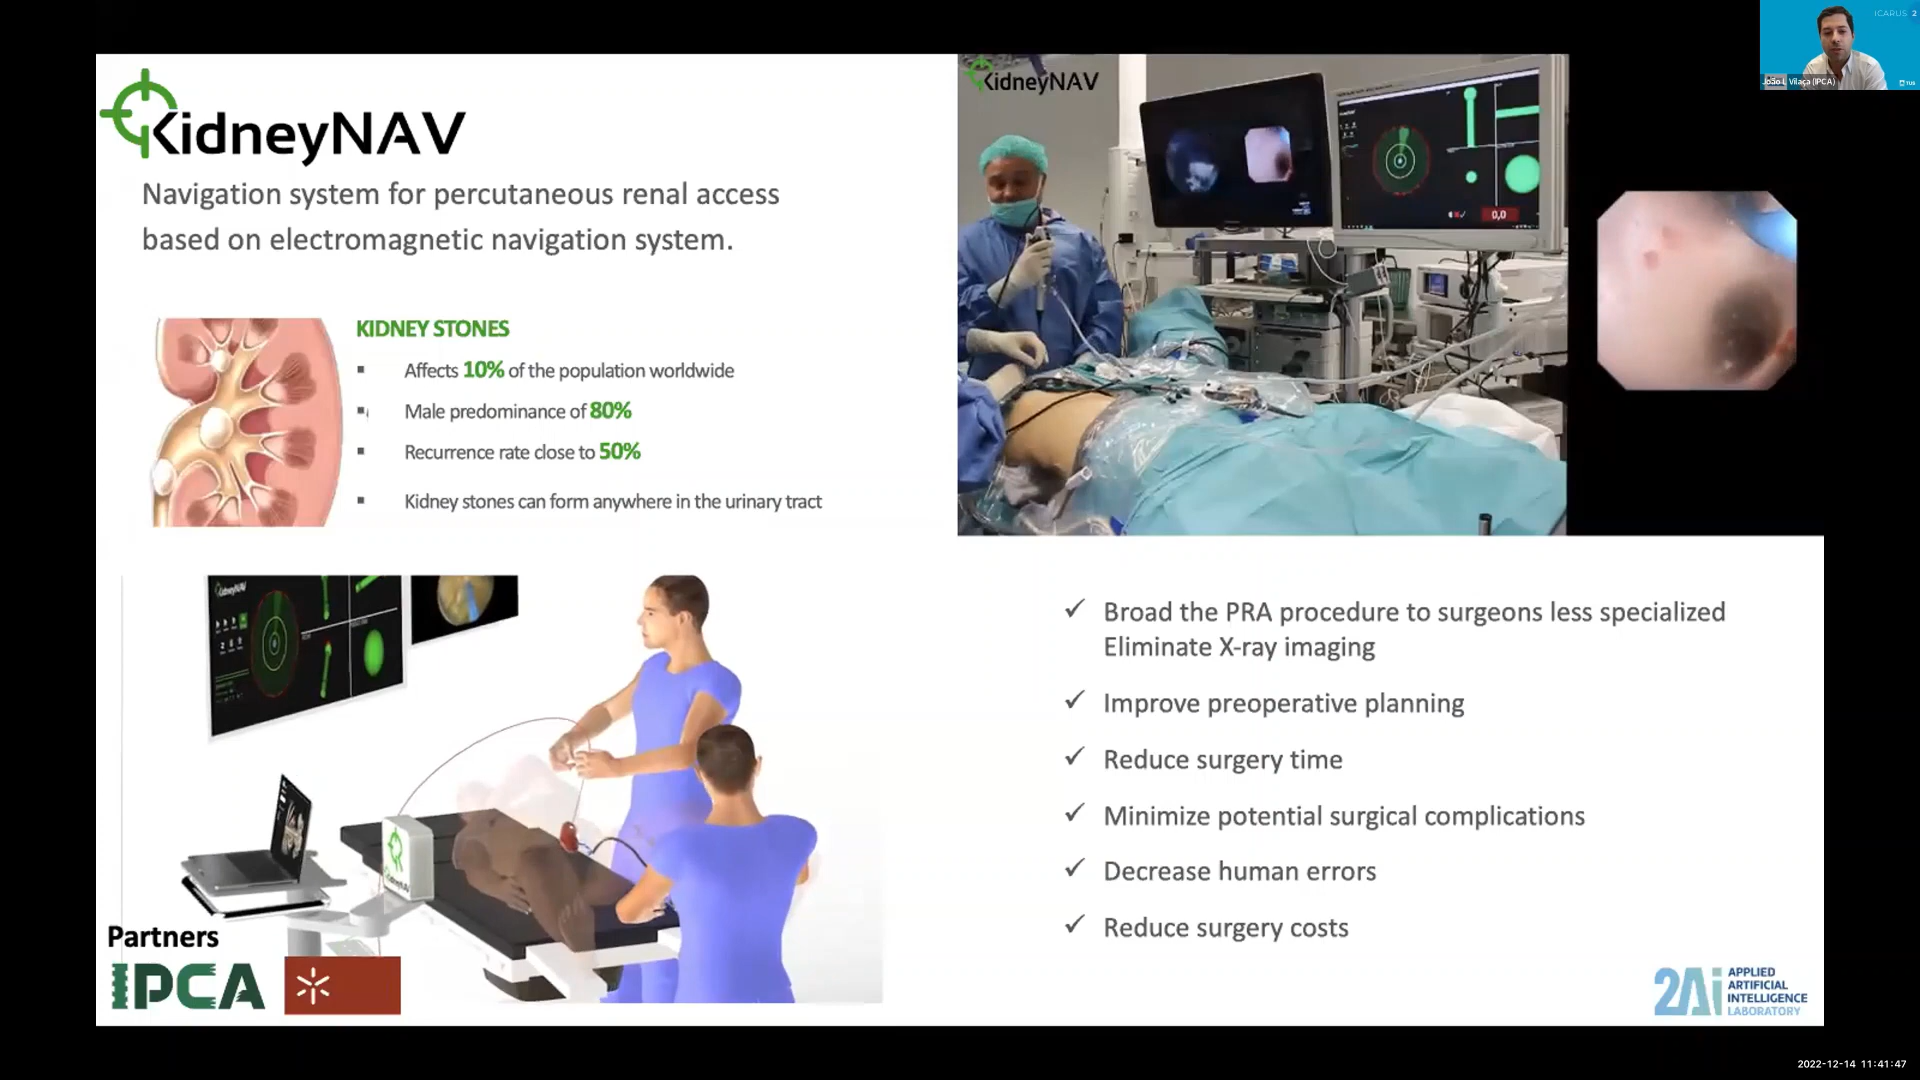 KidneyNAV
Navigation system for percutaneous renal access
based on electromagnetic navigation system.
KIDNEY STONES
Affects 10% of the population worldwide
Male predominance of 80%
Recurrence rate close to 50%
Kidney stones can form anywhere in the urinary tract
KidneyNAV
0,0
ICARUS 2
João L Vilaça (IPCA)
KidneyNAV
KidneyNAV
Broad the PRA procedure to surgeons less specialized
Eliminate X-ray imaging
Improve preoperative planning
Reduce surgery time
Minimize potential surgical complications
Decrease human errors
Reduce surgery costs
Partners
IPCA
2Ai APPLIED
ARTIFICIAL
INTELLIGENCE
LABORATORY
2022-12-14 11:41:47